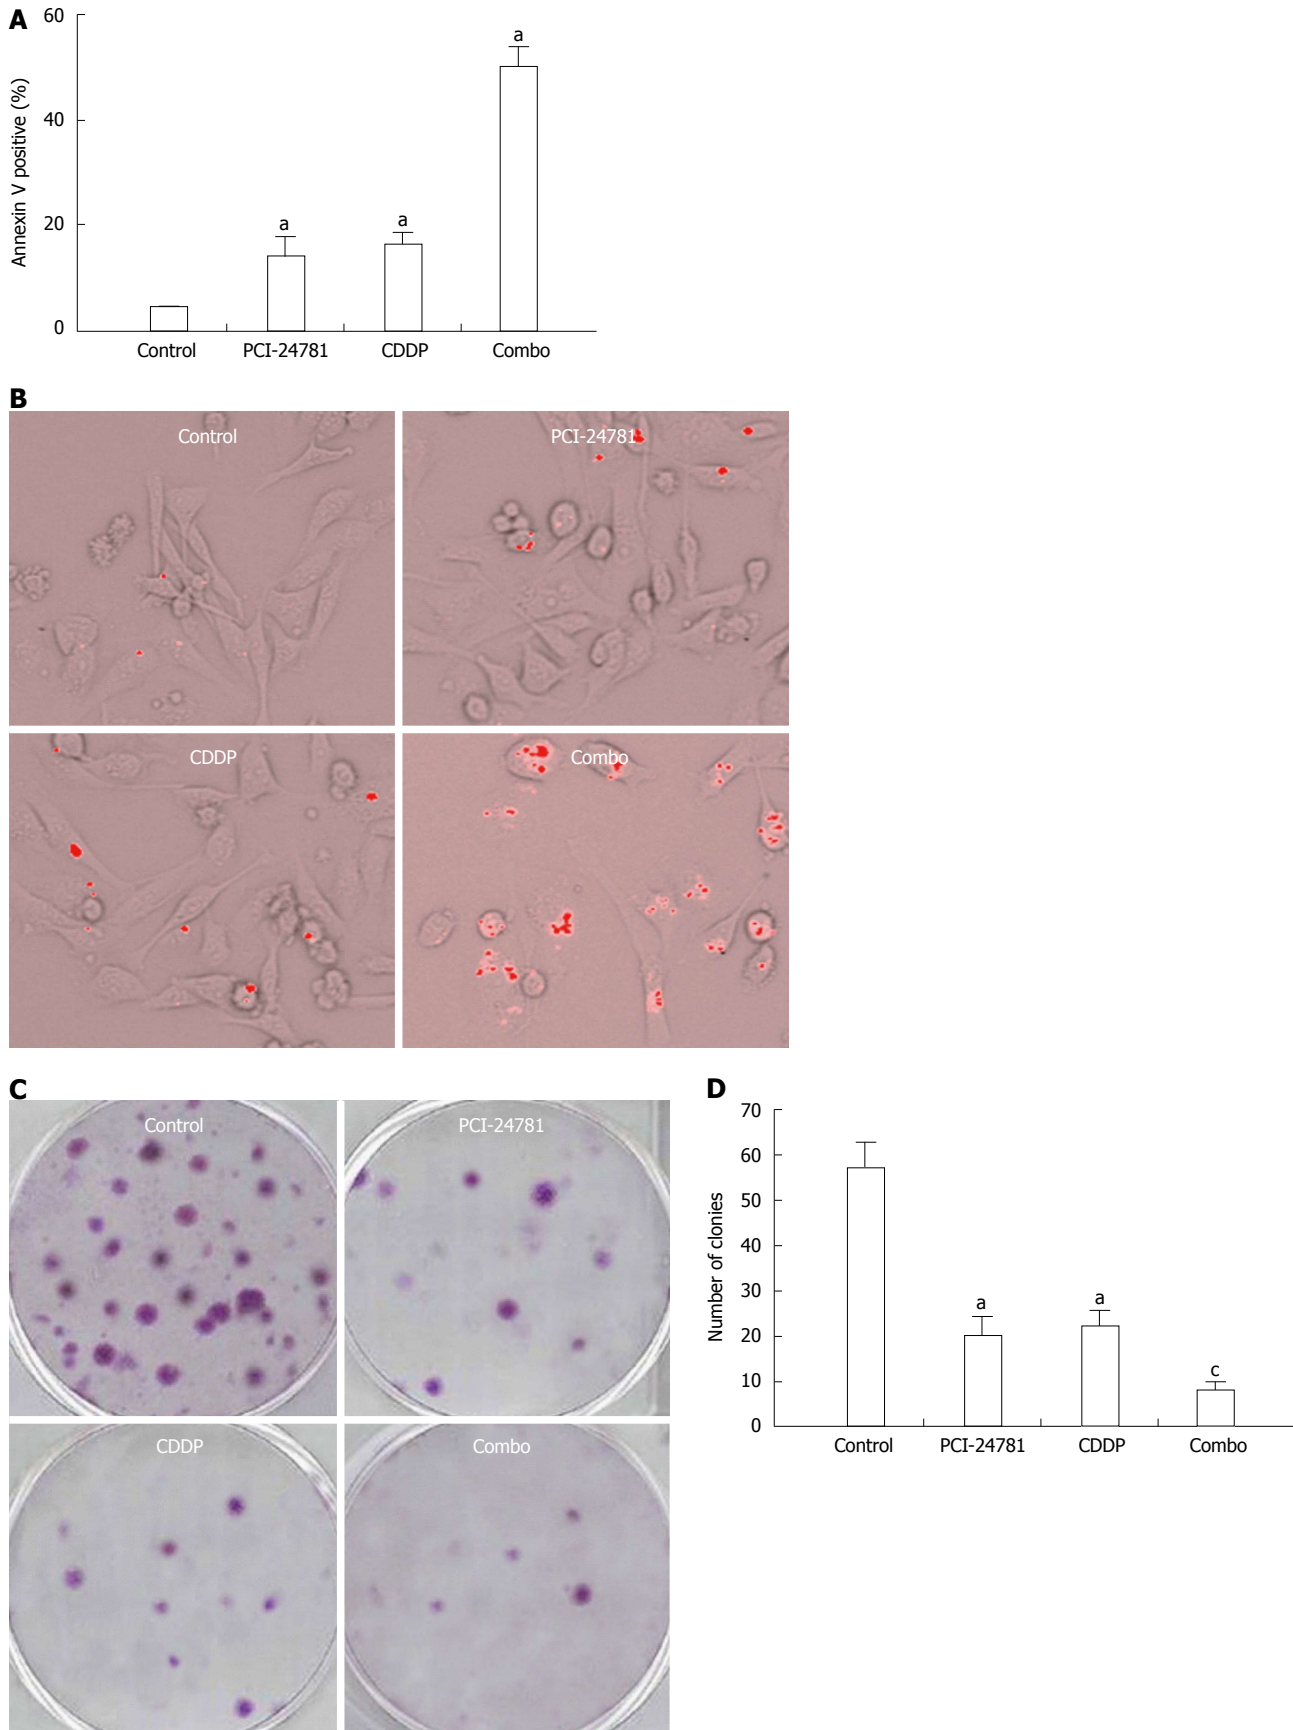 A
60
40
20
0
Annexin V positive (%)
a
a
a
Control PCI-24781 CDDP Combo
B
Control
PCI-24781
CDDP
Combo
C
Control
PCI-24781
CDDP
Combo
D
70
60
50
40
30
20
10
0
Number of clonies
a
a
c
Control PCI-24781 CDDP Combo